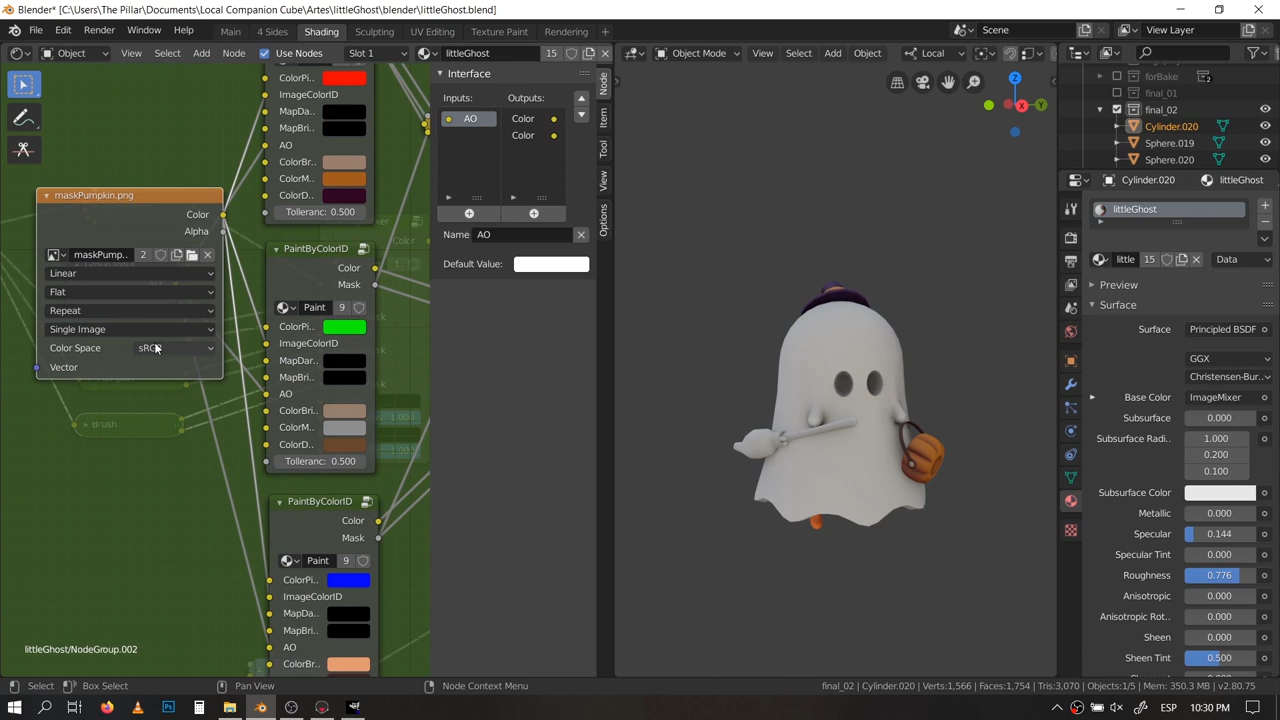 Blender* [C:\Users\The Pillar\Documents\Local Companion Cube\Artes\littleGhost\blender\littleGhost.blend]
File Edit Render Window Help Main 4 Sides Shading Sculpting UV Editing Texture Paint Rendering Scene View Layer
Object View Select Add Node Use Nodes Slot 1 littleGhost 15 Object Mode View Select Add Object Local
maskPumpkin.png
Color
Alpha
maskPump.. 2
Linear
Flat
Repeat
Single Image
Color Space
Vector
Brush
ColorPi..
ImageColorID
MapDa..
MapBri..
AO
ColorBr..
ColorM..
ColorD..
Tolleranc: 0.500
PaintByColorID
Color
Mask
Paint 9
ColorPi..
ImageColorID
MapDar..
MapBri..
AO
ColorBri..
ColorM..
ColorD..
Tolleranc: 0.500
PaintByColorID
Color
Mask
Paint 9
ColorPi..
ImageColorID
MapDa..
MapBri..
AO
ColorBr..
littleGhost/NodeGroup.002
Interface
Inputs: Outputs:
AO Color
Color
Name AO
Default Value:
Node
Item
Tool
View
Options
Z
X
Y
forBake 2
final_01
final_02
Cylinder.020
Sphere.019
Sphere.020
Cylinder.020 littleGhost
littleGhost
little 15 Data
Preview
Surface
Surface Principled BSDF
GGX
Christensen-Bur..
Base Color ImageMixer
Subsurface 0.000
Subsurface Radi.. 1.000
0.200
0.100
Subsurface Color
Metallic 0.000
Specular 0.144
Specular Tint 0.000
Roughness 0.776
Anisotropic 0.000
Anisotropic Rot.. 0.000
Sheen 0.000
Sheen Tint 0.500
Select Box Select Pan View Node Context Menu final_02 | Cylinder.020 | Verts:1,566 | Faces:1,754 | Tris:3,070 | Objects:1/5 | Mem: 350.3 MB | v2.80.75
ESP 10:30 PM